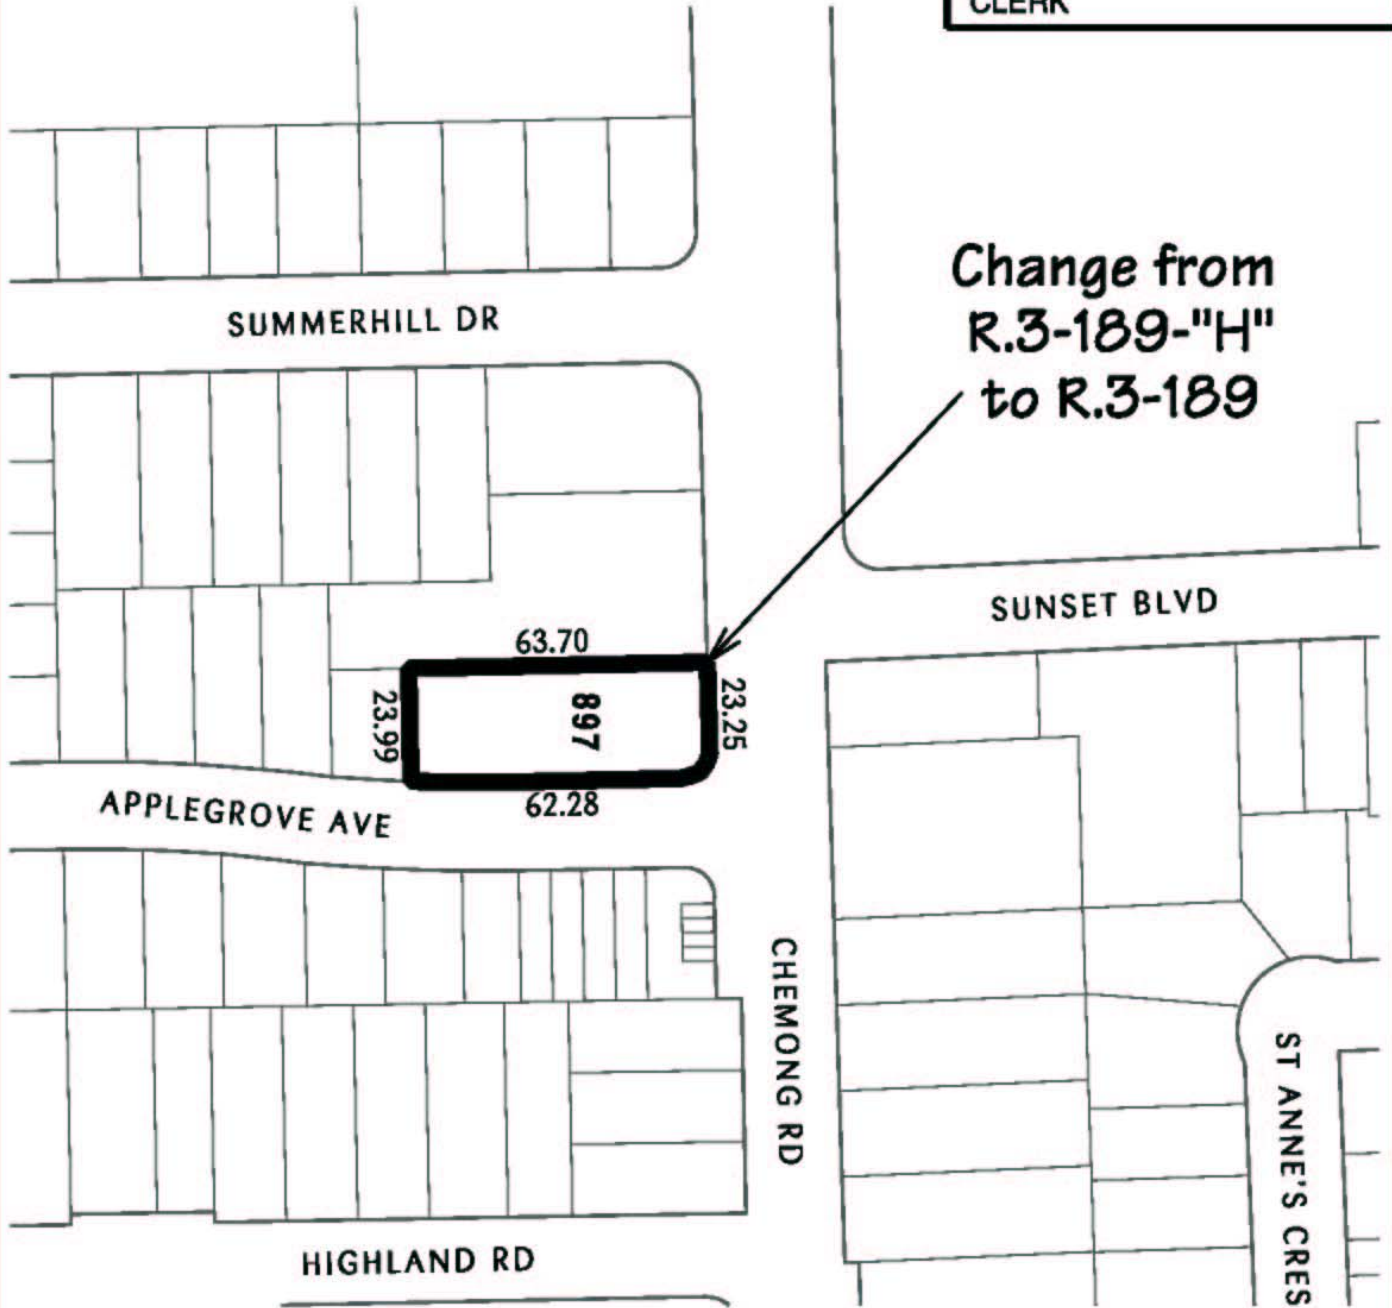 CLERK
SUMMERHILL DR
Change from
R.3-189-"H"
to R.3-189
SUNSET BLVD
63.70
23.99
897
23.25
62.28
APPLEGROVE AVE
CHEMONG RD
ST ANNE'S CRES
HIGHLAND RD